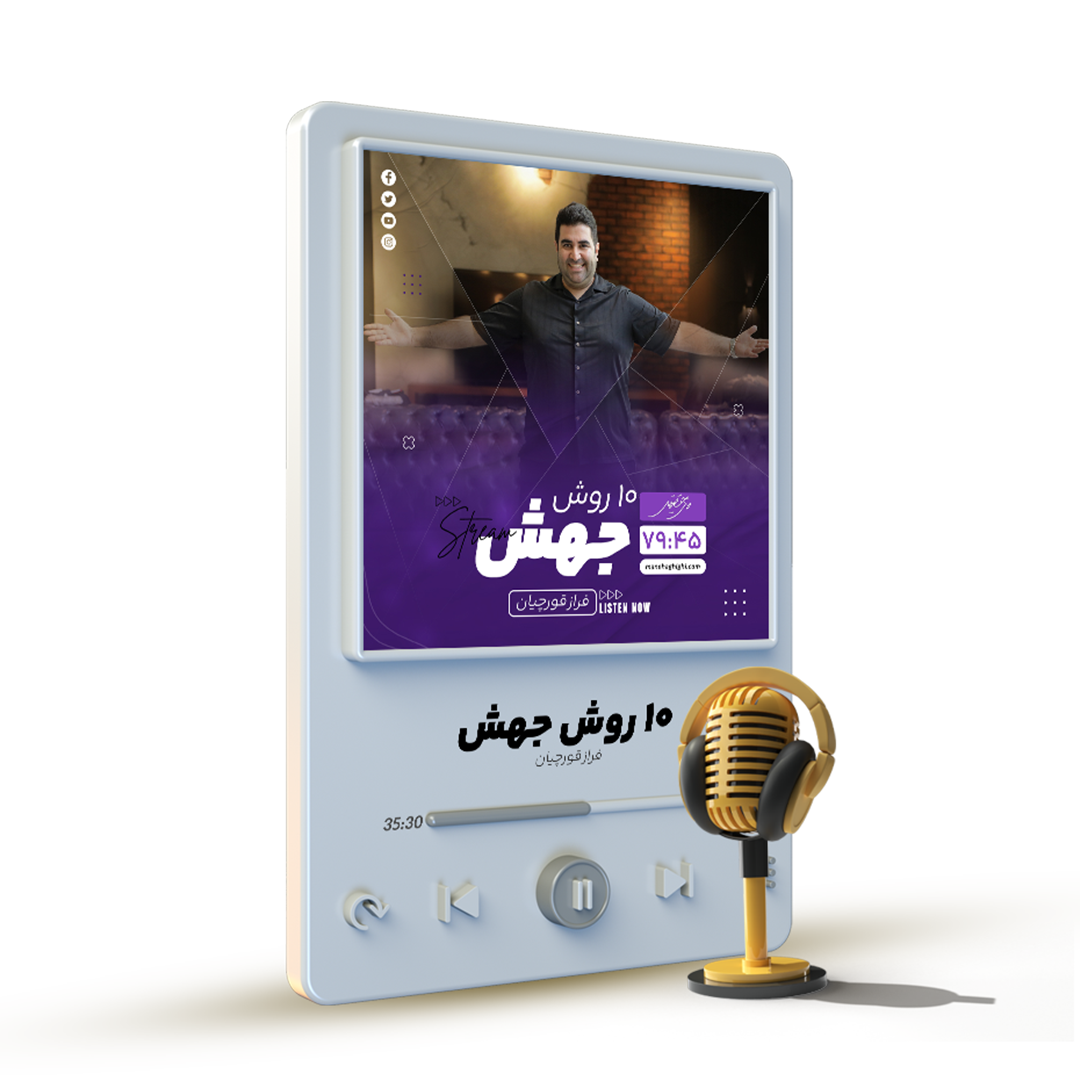 ۱۰ روش
جهش
Stream
۷۹:۴۵
فراز قورچیان
LISTEN NOW
۱۰ روش جهش
فراز قورچیان
35:30